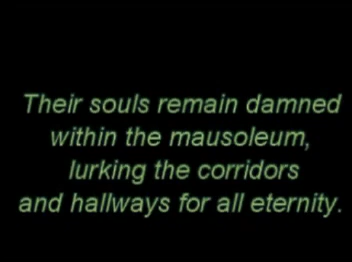 Their souls remain damned
within the mausoleum,
lurking the corridors
and hallways for all eternity.